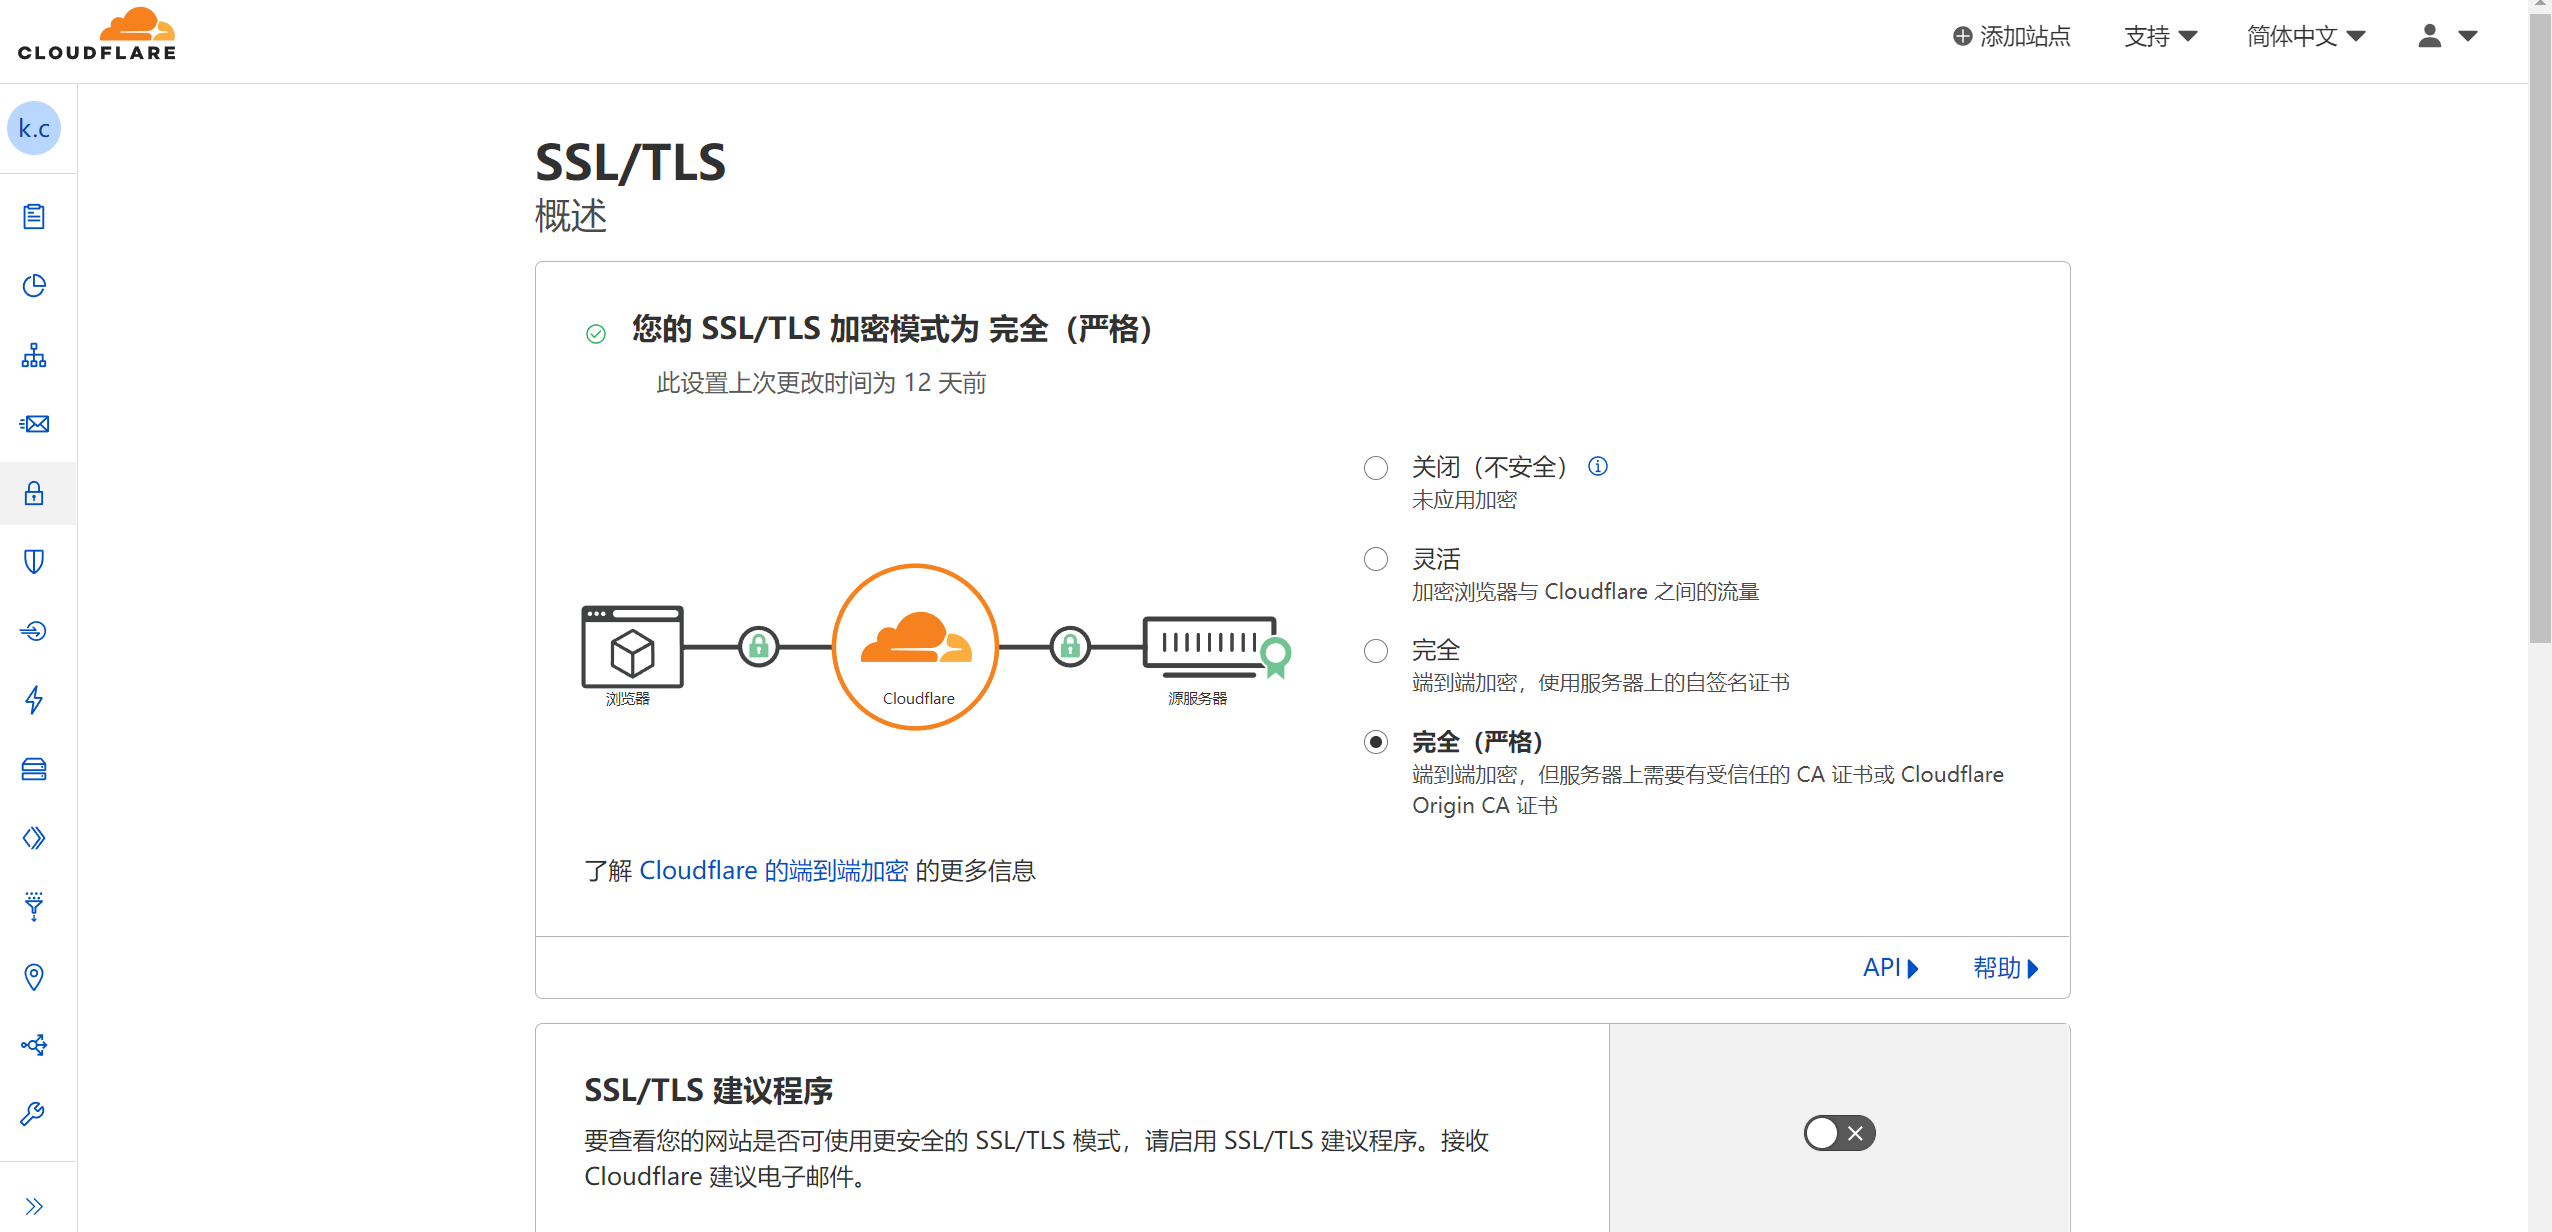 CLOUDFLARE
添加站点
支持
简体中文
k.c
SSL/TLS
概述
您的 SSL/TLS 加密模式为 完全（严格）
此设置上次更改时间为 12 天前
关闭（不安全）
未应用加密
灵活
加密浏览器与 Cloudflare 之间的流量
完全
端到端加密，使用服务器上的自签名证书
完全（严格）
端到端加密，但服务器上需要有受信任的 CA 证书或 Cloudflare
Origin CA 证书
浏览器
Cloudflare
源服务器
了解 Cloudflare 的端到端加密 的更多信息
API
帮助
SSL/TLS 建议程序
要查看您的网站是否可使用更安全的 SSL/TLS 模式，请启用 SSL/TLS 建议程序。接收
Cloudflare 建议电子邮件。